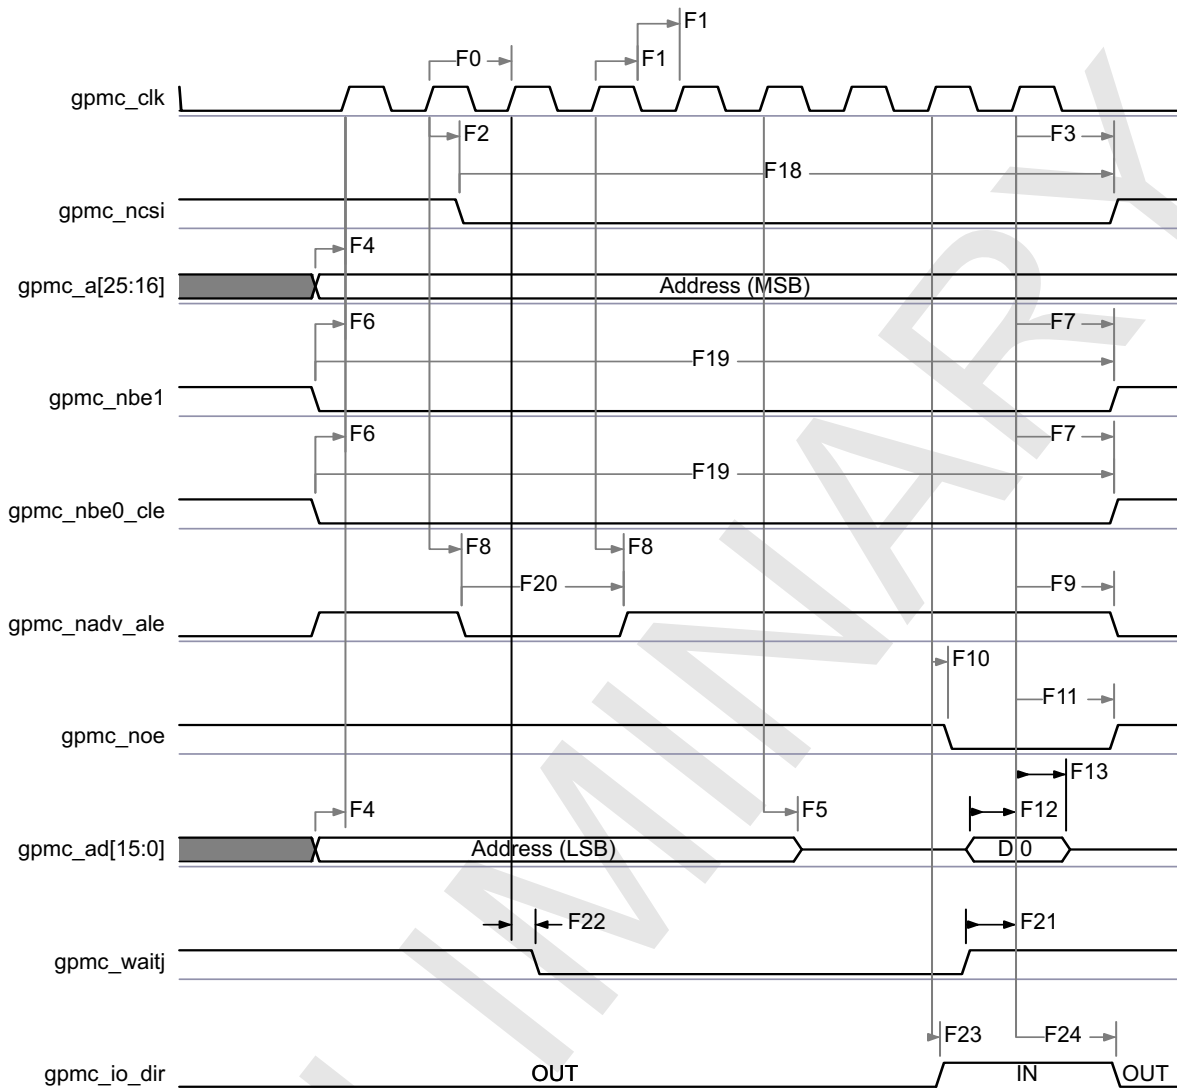 F1
F0 F1
gpmc_clk
F2 F3
F18
gpmc_ncsi
F4
gpmc_a[25:16] Address (MSB)
F6 F7
F19
gpmc_nbe1
F6 F7
F19
gpmc_nbe0_cle
F8 F8
F20 F9
gpmc_nadv_ale
F10
F11
gpmc_noe
F13
F4 F5 F12
gpmc_ad[15:0] Address (LSB) D 0
F22 F21
gpmc_waitj
F23 F24
gpmc_io_dir OUT IN OUT
IMINARY